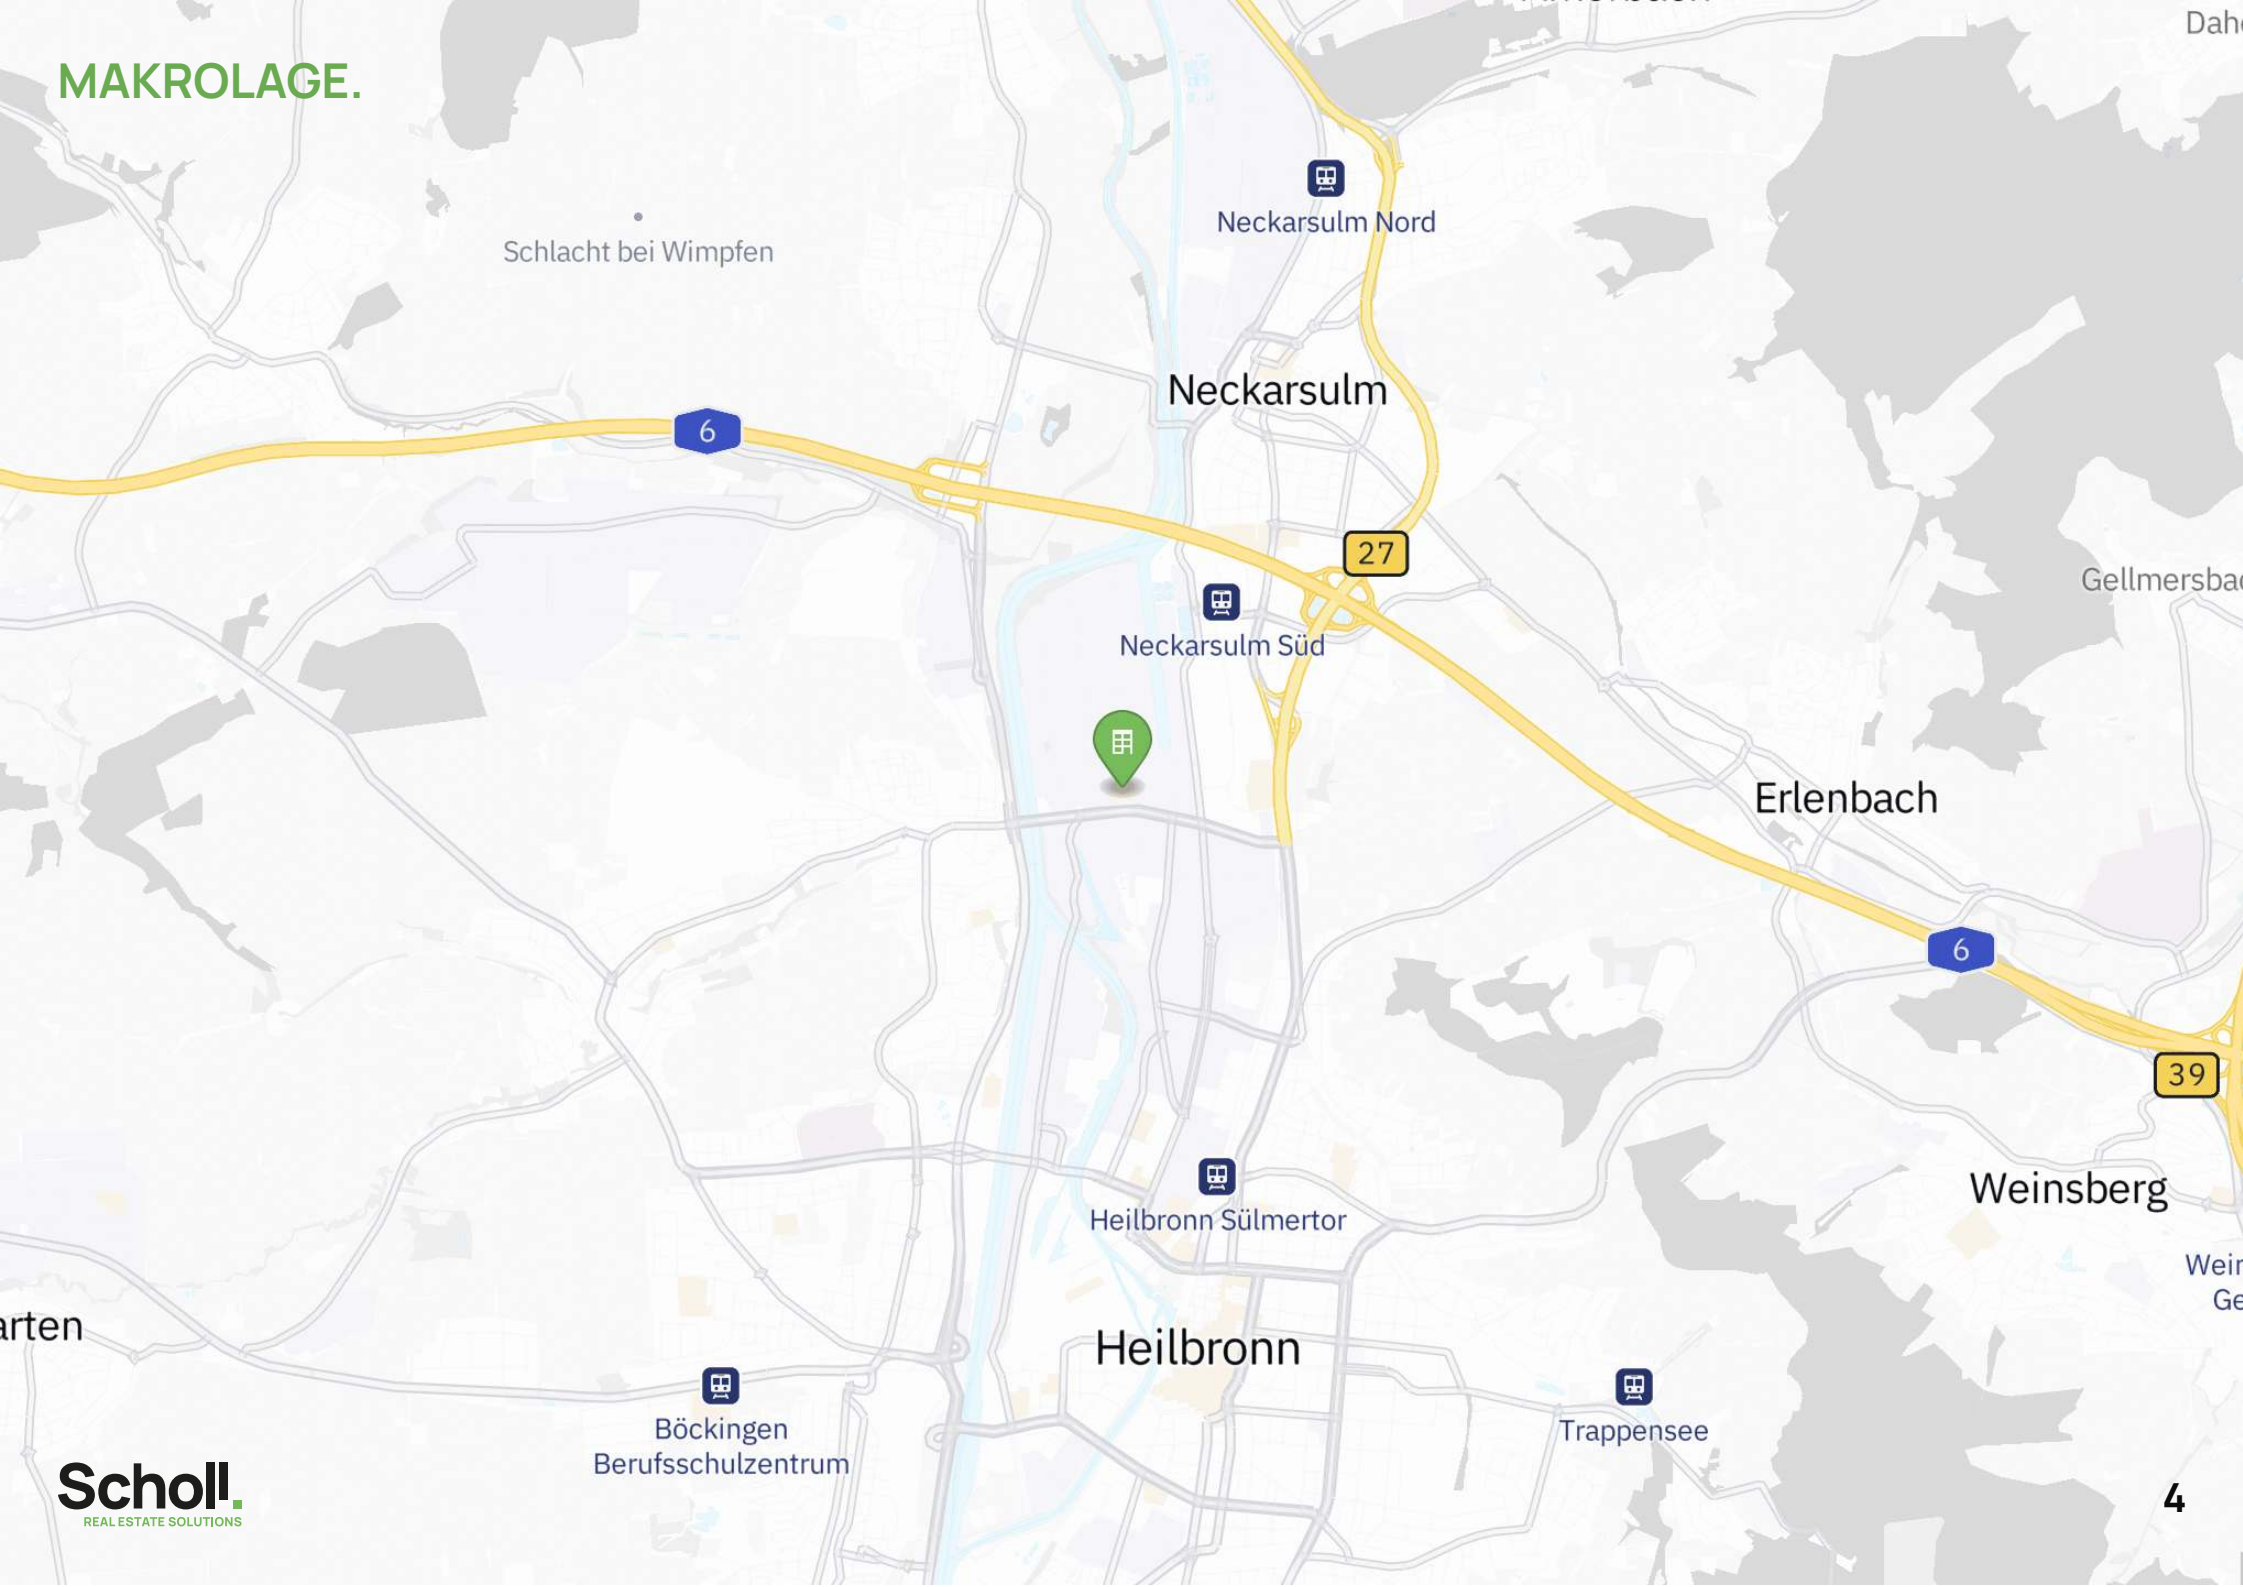 MAKROLAGE.
Neckarsulm Nord
Schlacht bei Wimpfen
Neckarsulm
6
27
Neckarsulm Süd
Erlenbach
6
39
Weinsberg
Heilbronn Sülmertor
Heilbronn
Böckingen
Berufsschulzentrum
Trappensee
Scholl.
REAL ESTATE SOLUTIONS
4